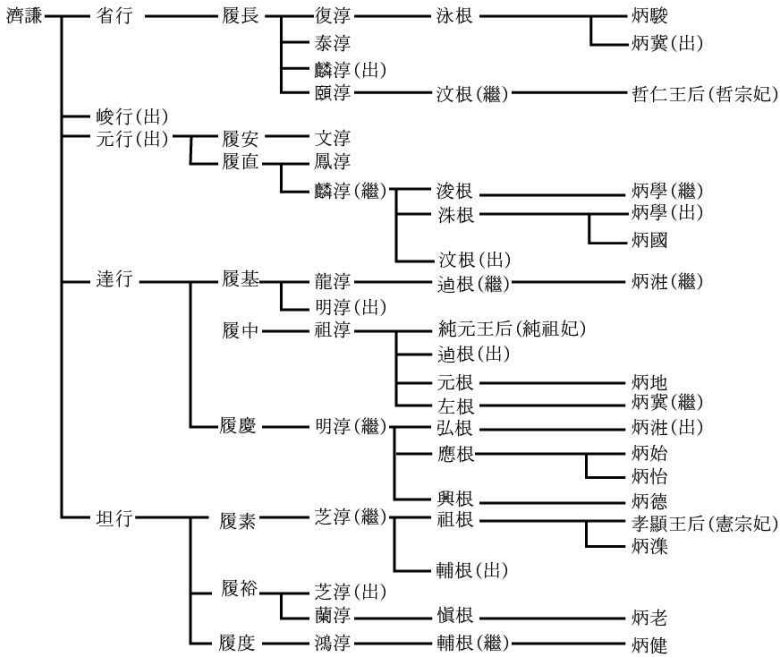 濟謙 省行 履長 復淳 泳根 炳駿
炳冀(出)
泰淳
麟淳(出)
頤淳 汶根(繼) 哲仁王后(哲宗妃)
峻行(出)
元行(出) 履安 文淳
履直 鳳淳
麟淳(繼) 浚根 炳學(繼)
洙根 炳學(出)
炳國
汶根(出)
達行 履基 龍淳 逌根(繼) 炳溎(繼)
明淳(出)
履中 祖淳 純元王后(純祖妃)
逌根(出)
元根 炳地
左根 炳冀(繼)
履慶 明淳(繼) 弘根 炳溎(出)
應根 炳始
炳怡
興根 炳德
坦行 履素 芝淳(繼) 祖根 孝顯王后(憲宗妃)
炳潗
輔根(出)
履裕 芝淳(出)
蘭淳 愼根 炳老
履度 鴻淳 輔根(繼) 炳健